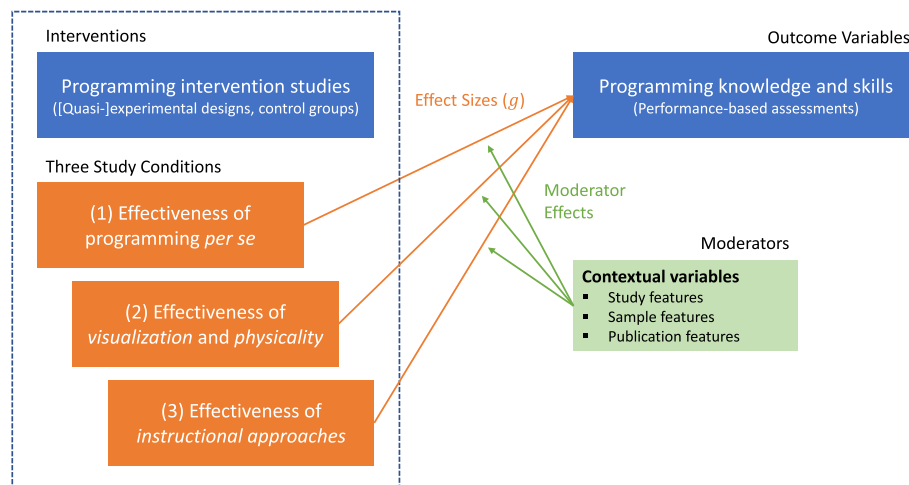 Interventions
Programming intervention studies
([Quasi-]experimental designs, control groups)
Three Study Conditions
(1) Effectiveness of
programming per se
(2) Effectiveness of
visualization and physicality
(3) Effectiveness of
instructional approaches
Effect Sizes (g)
Outcome Variables
Programming knowledge and skills
(Performance-based assessments)
Moderator
Effects
Moderators
Contextual variables
▪ Study features
▪ Sample features
▪ Publication features